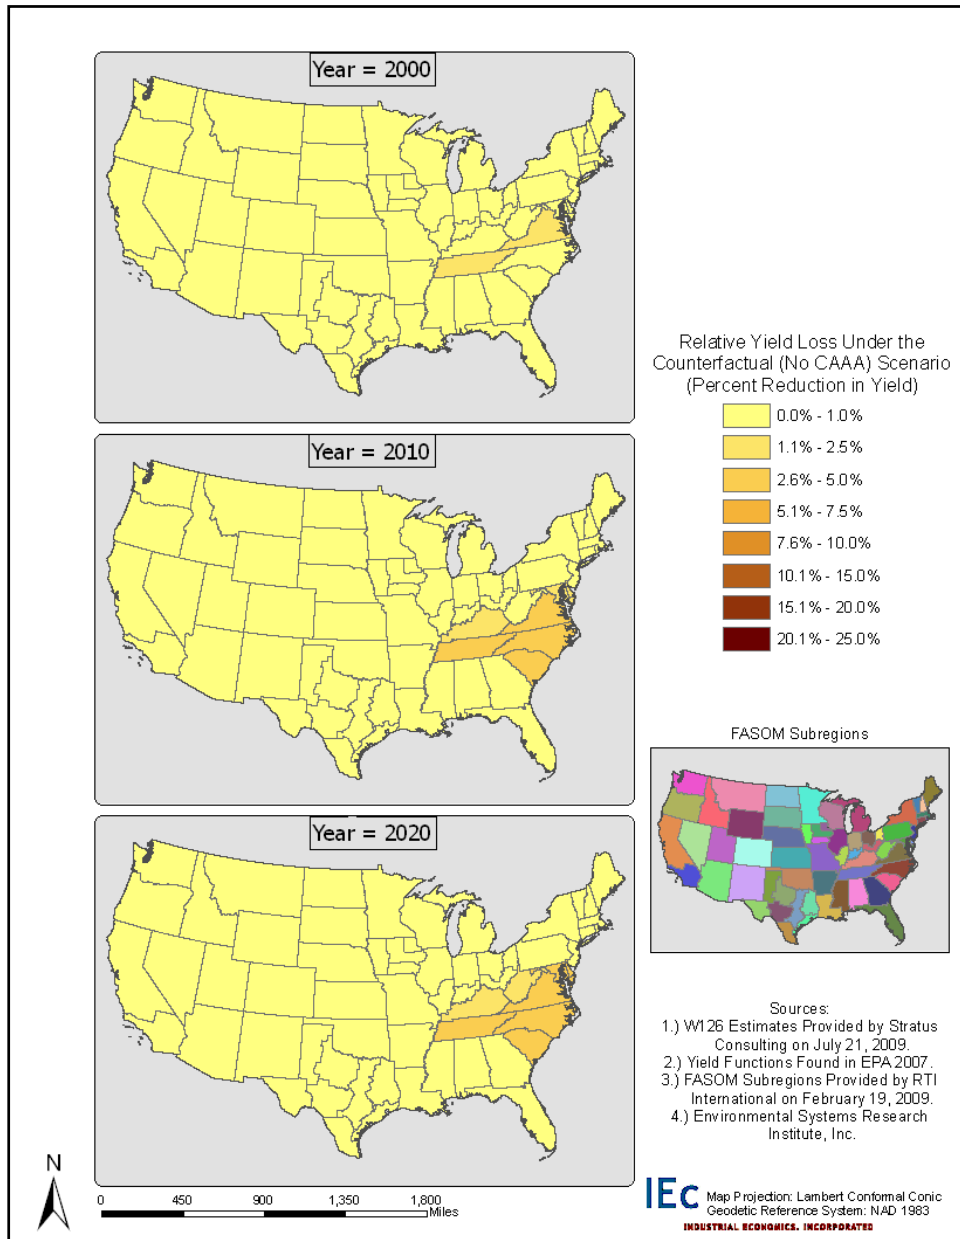 Year = 2000
Year = 2010
Year = 2020
Relative Yield Loss Under the
Counterfactual (No CAAA) Scenario
(Percent Reduction in Yield)
0.0% - 1.0%
1.1% - 2.5%
2.6% - 5.0%
5.1% - 7.5%
7.6% - 10.0%
10.1% - 15.0%
15.1% - 20.0%
20.1% - 25.0%
FASOM Subregions
Sources:
1.) W126 Estimates Provided by Stratus
Consulting on July 21, 2009.
2.) Yield Functions Found in EPA 2007.
3.) FASOM Subregions Provided by RTI
International on February 19, 2009.
4.) Environmental Systems Research
Institute, Inc.
N
0 450 900 1,350 1,800
Miles
IEc
Map Projection: Lambert Conformal Conic
Geodetic Reference System: NAD 1983
INDUSTRIAL ECONOMICS, INCORPORATED